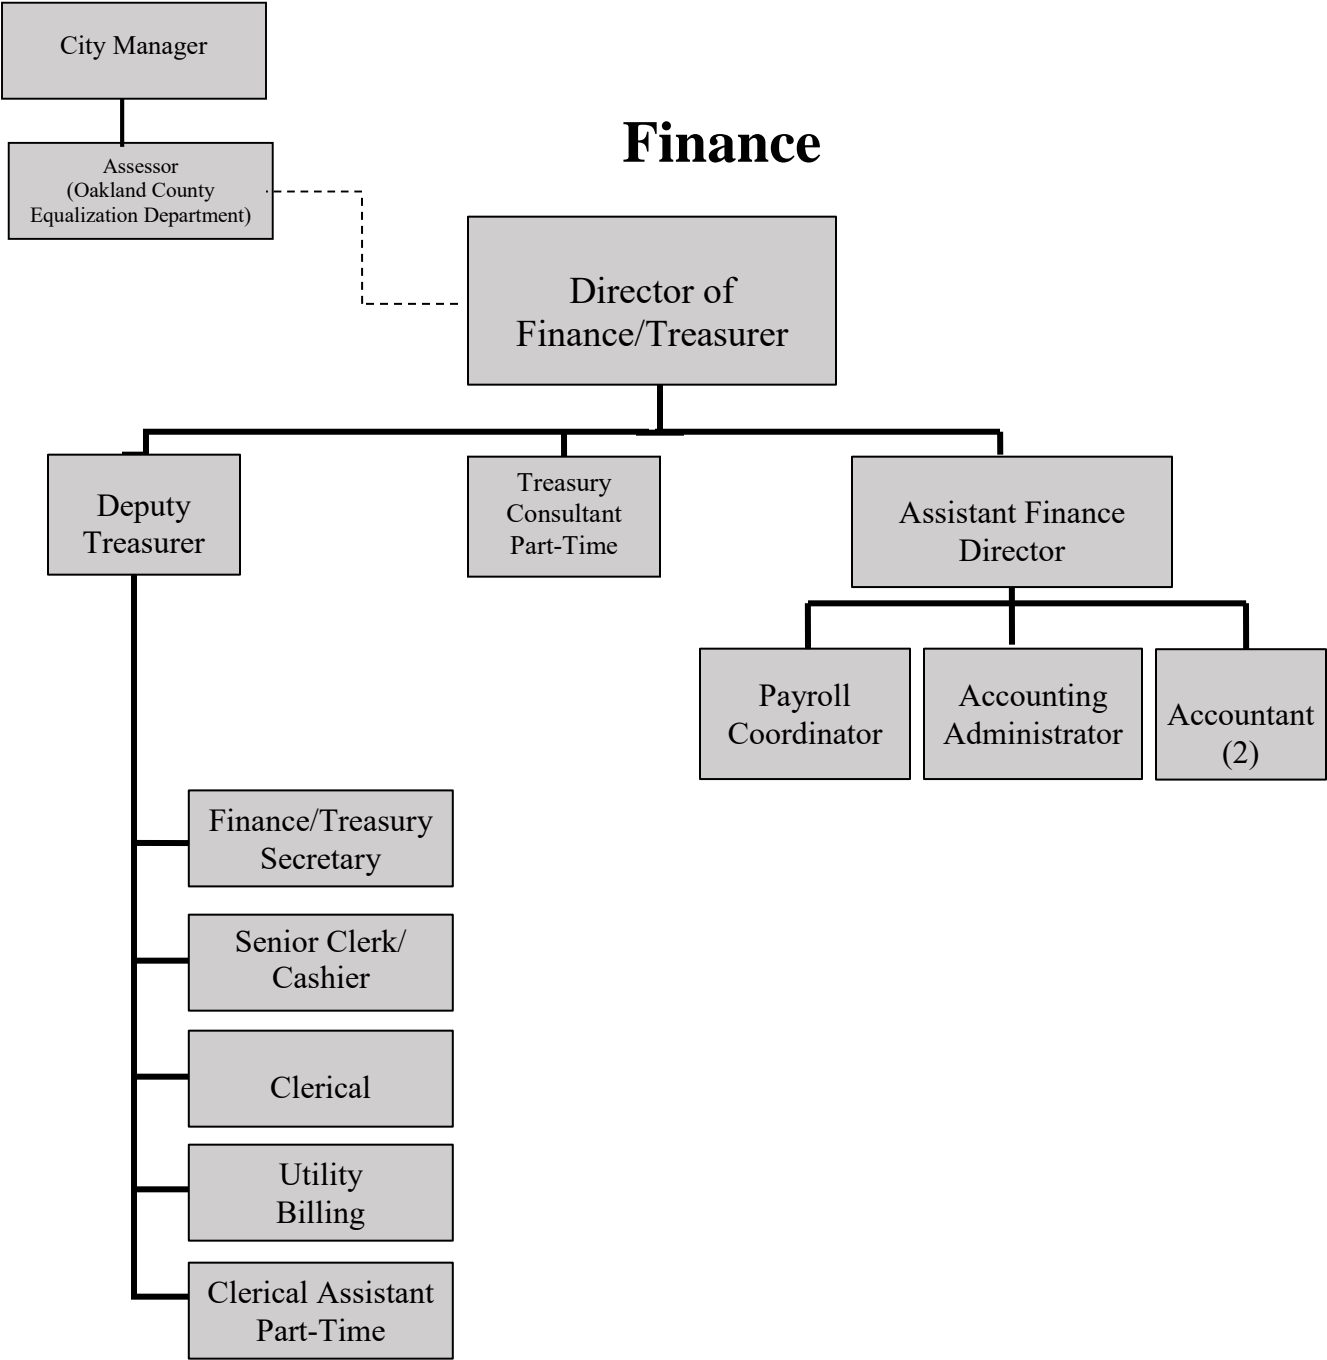 City Manager
Assessor
(Oakland County
Equalization Department)
Finance
Director of
Finance/Treasurer
Deputy
Treasurer
Treasury
Consultant
Part-Time
Assistant Finance
Director
Payroll
Coordinator
Accounting
Administrator
Accountant
(2)
Finance/Treasury
Secretary
Senior Clerk/
Cashier
Clerical
Utility
Billing
Clerical Assistant
Part-Time